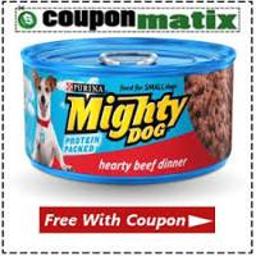 couponmatix
PURINA
food for SMALL dogs
Mighty
DOG
PROTEIN
PACKED
hearty beef dinner
Free With Coupon